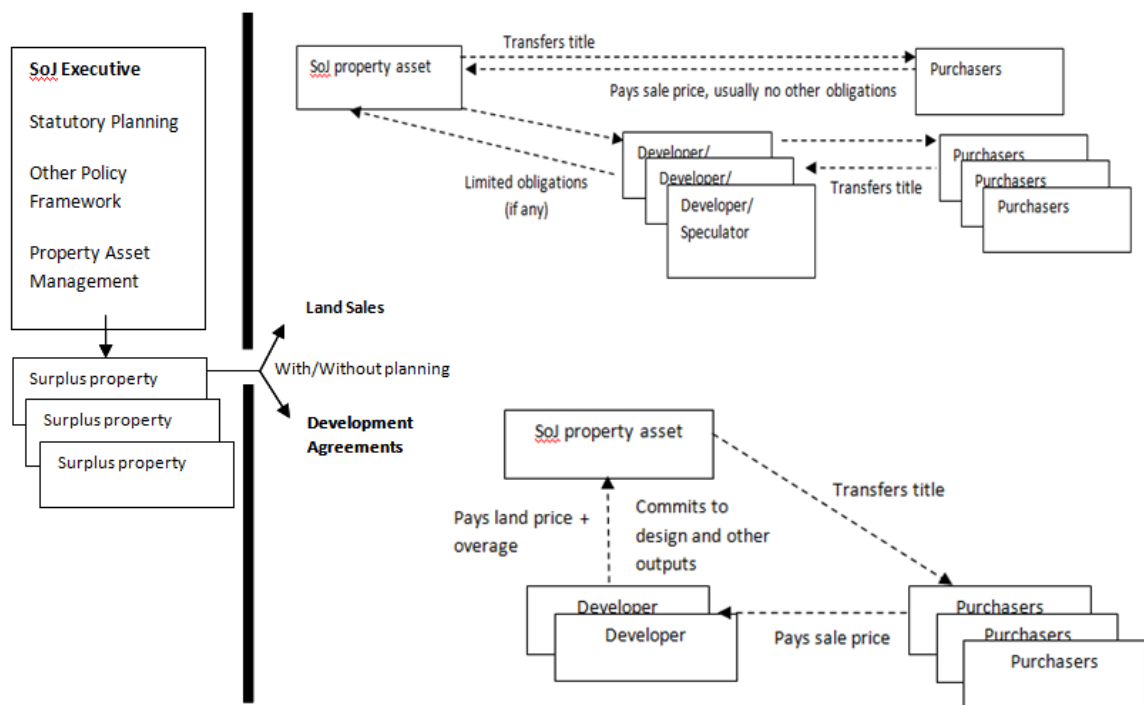 SoJ Executive
Statutory Planning
Other Policy
Framework
Property Asset
Management
Surplus property
Surplus property
Surplus property
Land Sales
With/Without planning
Development
Agreements
SoJ property asset
Transfers title
Purchasers
Pays sale price, usually no other obligations
Limited obligations
(if any)
Developer/
Developer/
Developer/
Speculator
Transfers title
Purchasers
Purchasers
Purchasers
SoJ property asset
Transfers title
Pays land price +
overage
Commits to
design and other
outputs
Developer
Developer
Pays sale price
Purchasers
Purchasers
Purchasers